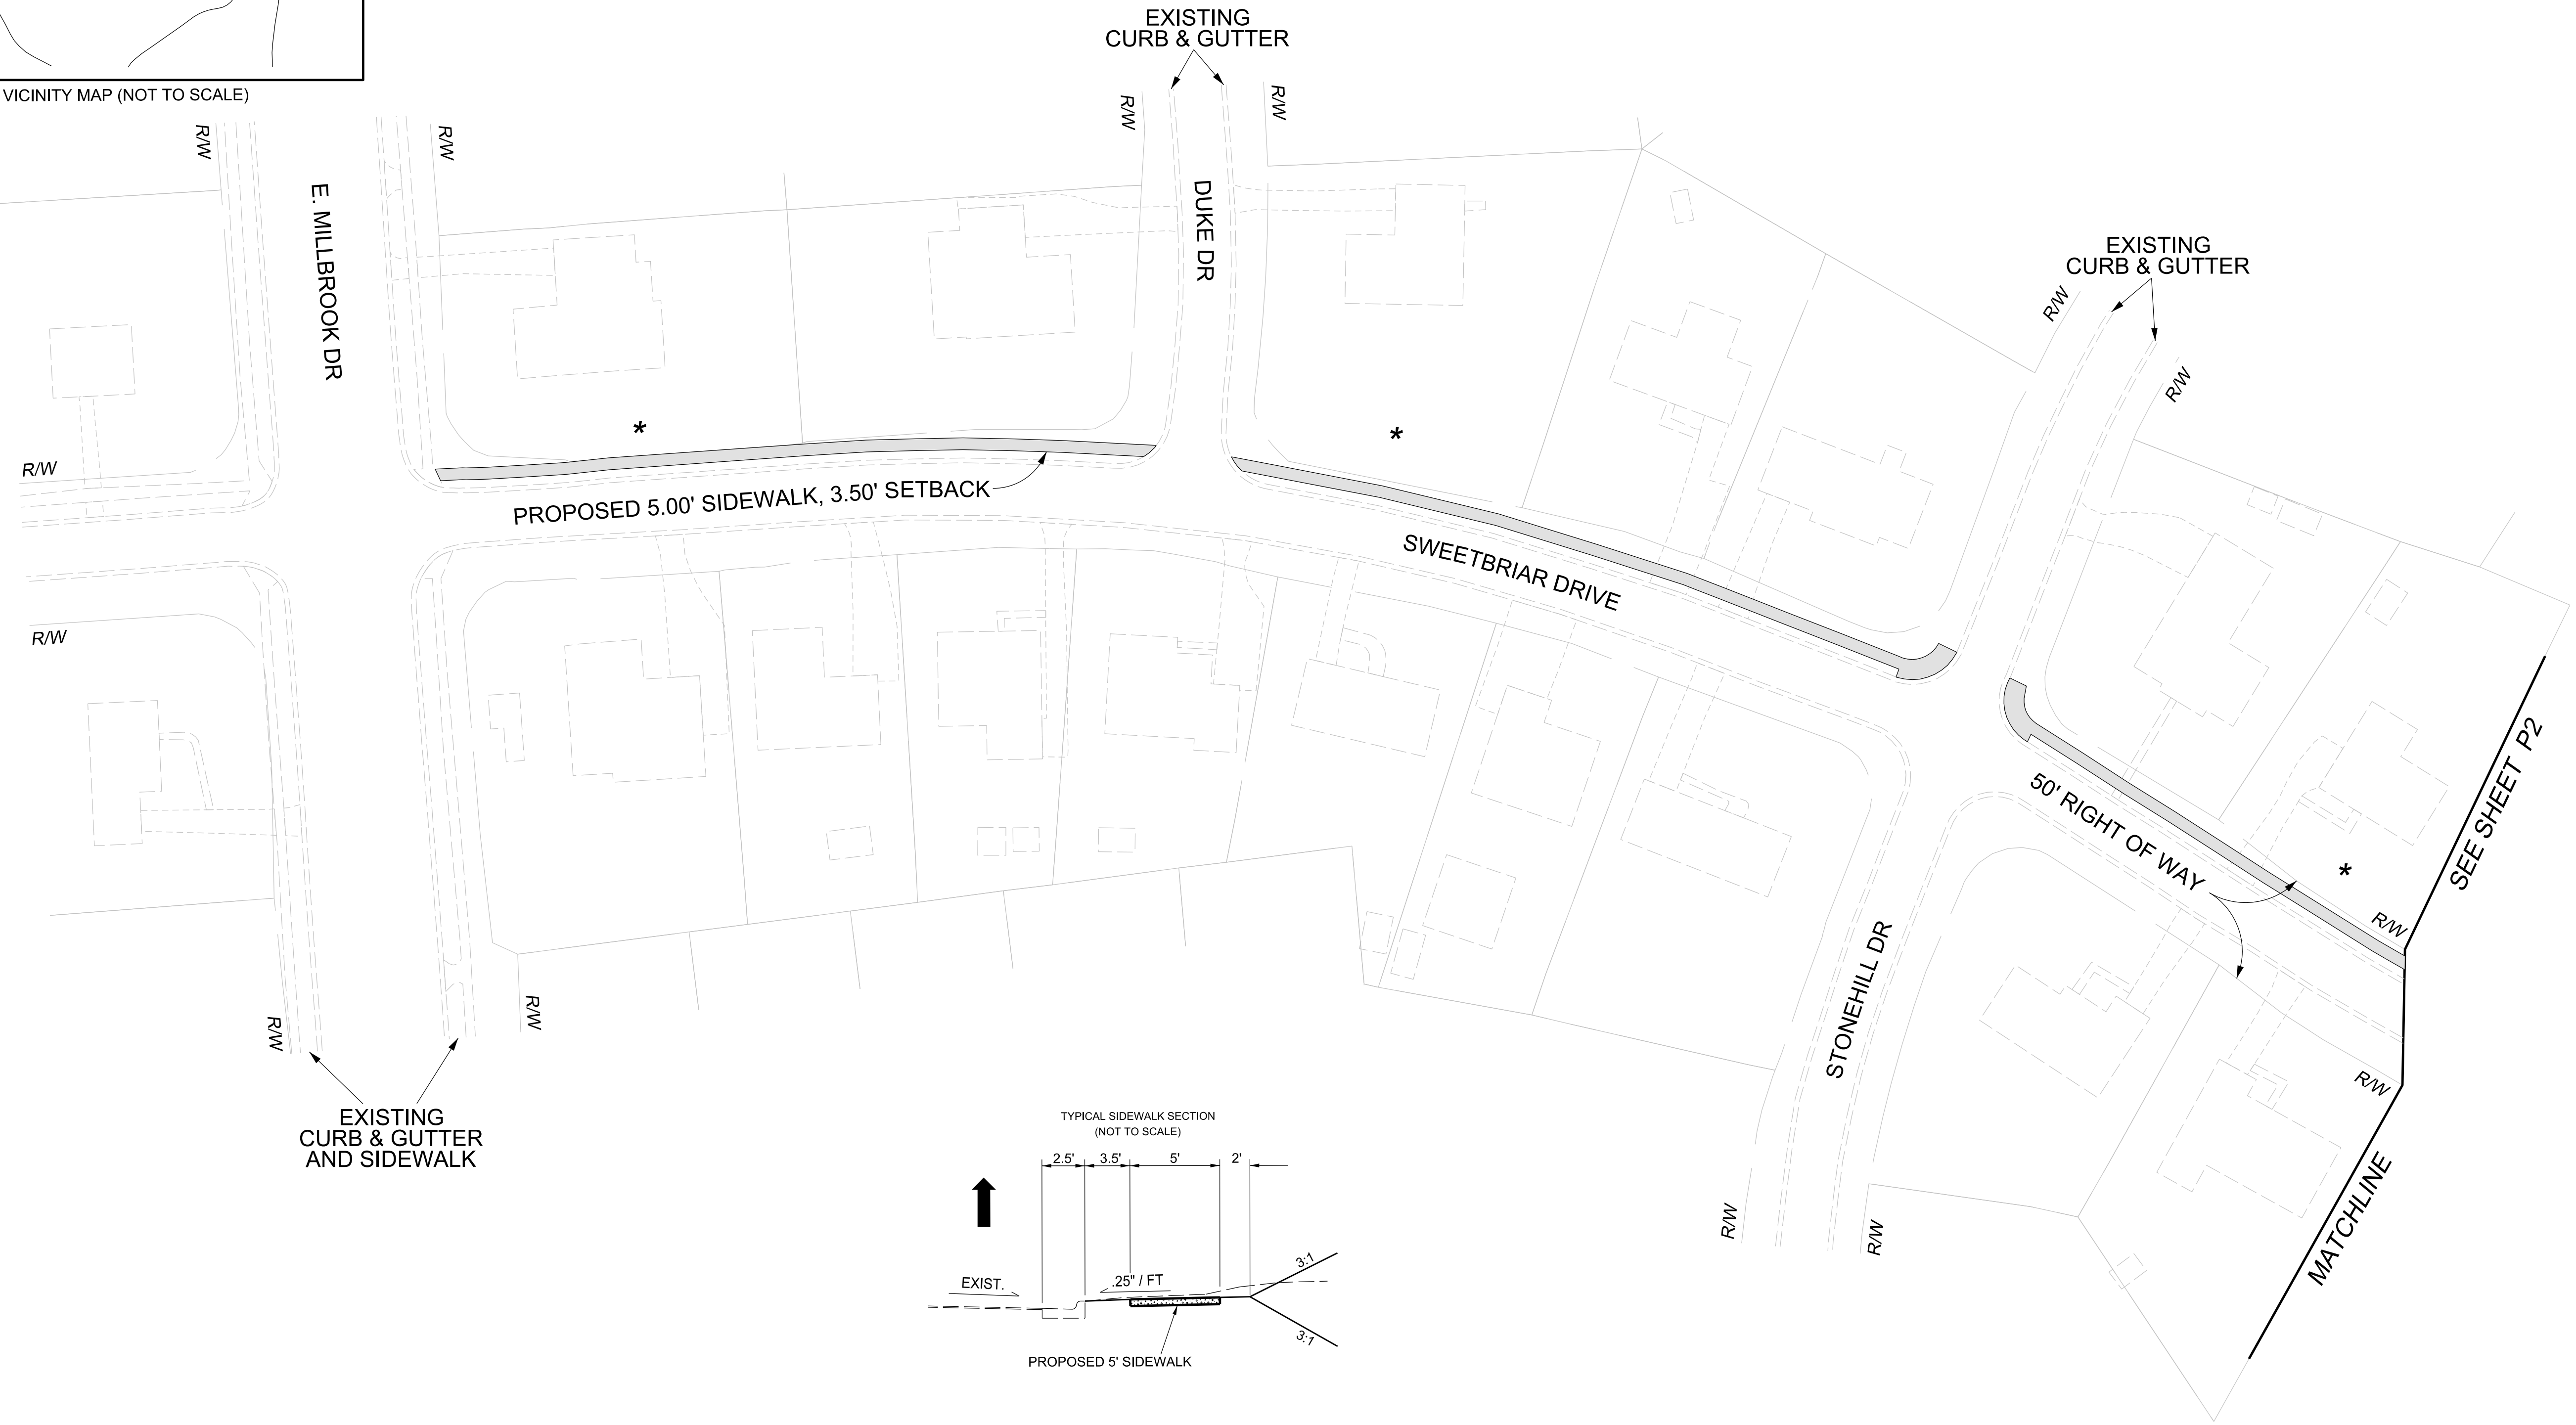 EXISTING
CURB & GUTTER
VICINITY MAP (NOT TO SCALE)
R/W
R/W
R/W
R/W
E. MILLBROOK DR
DUKE DR
EXISTING
CURB & GUTTER
R/W
R/W
*
*
R/W
PROPOSED 5.00' SIDEWALK, 3.50' SETBACK
SWEETBRIAR DRIVE
R/W
50' RIGHT OF WAY
SEE SHEET P2
*
R/W
STONEHILL DR
R/W
R/W
R/W
EXISTING
CURB & GUTTER
AND SIDEWALK
R/W
R/W
MATCHLINE
TYPICAL SIDEWALK SECTION
(NOT TO SCALE)
2.5'
3.5'
5'
2'
EXIST.
.25" / FT
3:1
3:1
PROPOSED 5' SIDEWALK